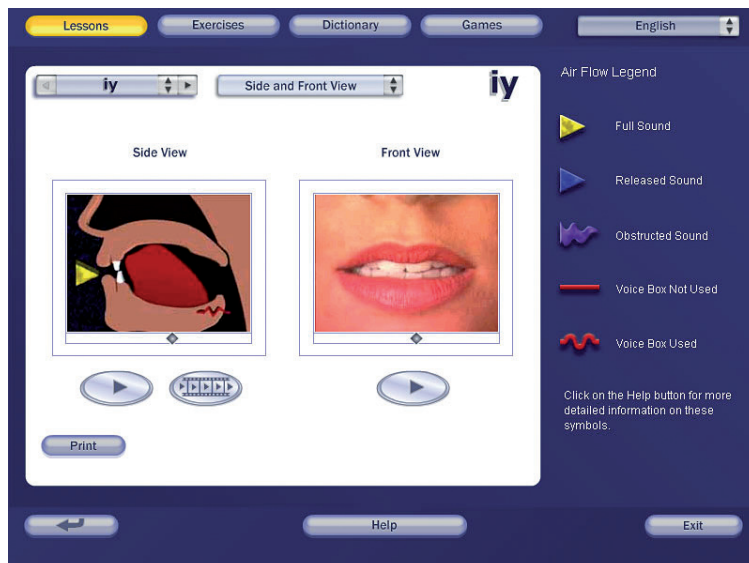 Lessons
Exercises
Dictionary
Games
English
iy
Side and Front View
iy
Side View
Front View
Print
Air Flow Legend
Full Sound
Released Sound
Obstructed Sound
Voice Box Not Used
Voice Box Used
Click on the Help button for more
detailed information on these
symbols.
Help
Exit